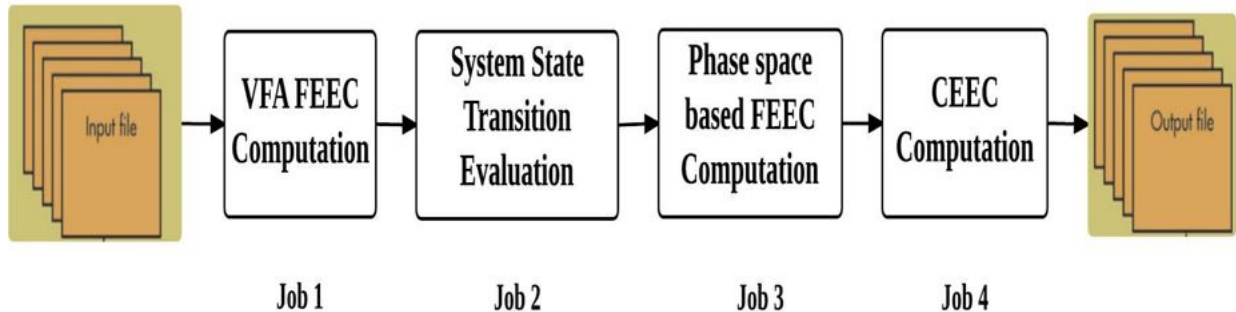 Input file
VFA FEEC
Computation
System State
Transition
Evaluation
Phase space
based FEEC
Computation
CEEC
Computation
Output file
Job 1
Job 2
Job 3
Job 4